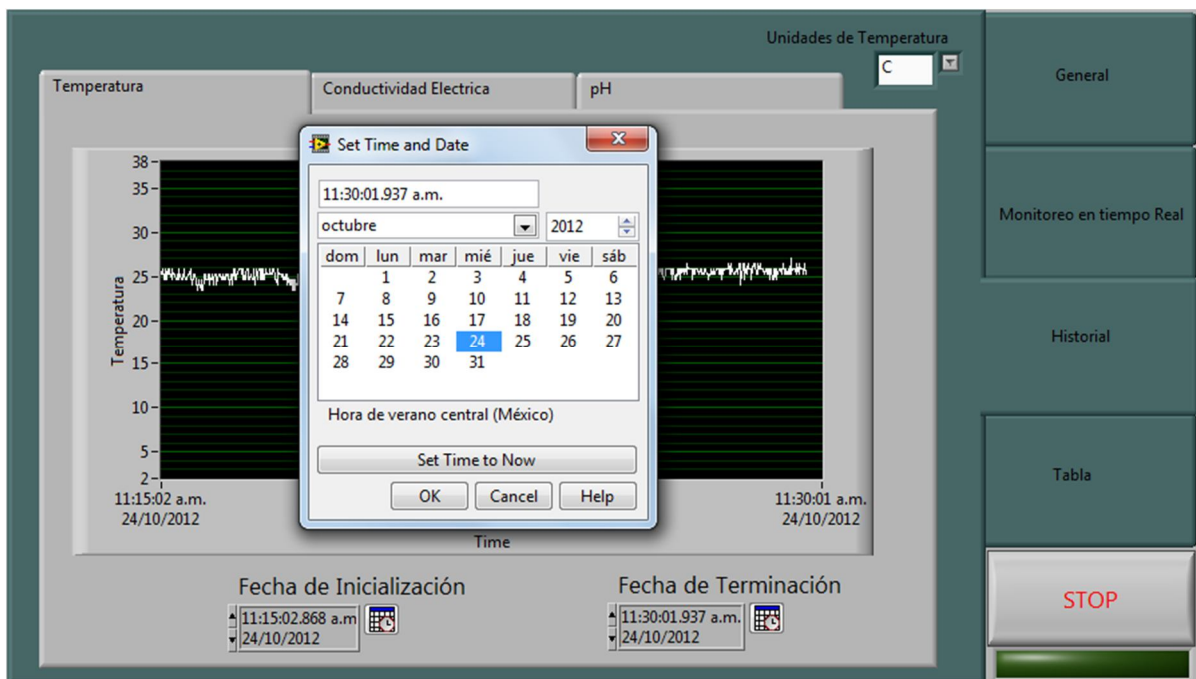 Unidades de Temperatura
C
General
Temperatura
Conductividad Electrica
pH
Set Time and Date
11:30:01.937 a.m.
octubre
2012
dom lun mar mié jue vie sáb
1 2 3 4 5 6
7 8 9 10 11 12 13
14 15 16 17 18 19 20
21 22 23 24 25 26 27
28 29 30 31
Hora de verano central (México)
Set Time to Now
OK
Cancel
Help
Temperatura
38
35
30
25
20
15
10
5
2
11:15:02 a.m.
24/10/2012
11:30:01 a.m.
24/10/2012
Time
Fecha de Inicialización
11:15:02.868 a.m
24/10/2012
Fecha de Terminación
11:30:01.937 a.m.
24/10/2012
Monitoreo en tiempo Real
Historial
Tabla
STOP